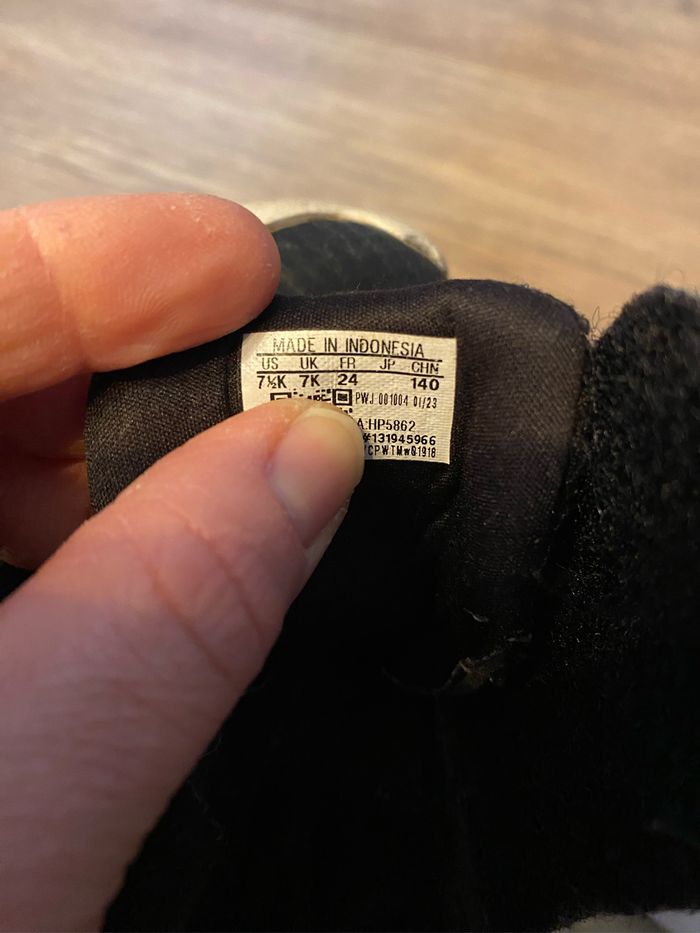 MADE IN INDONESIA
US UK FR JP CHN
7½K 7K 24 140
PWJ 001004 01/23
HP5862
#131945966